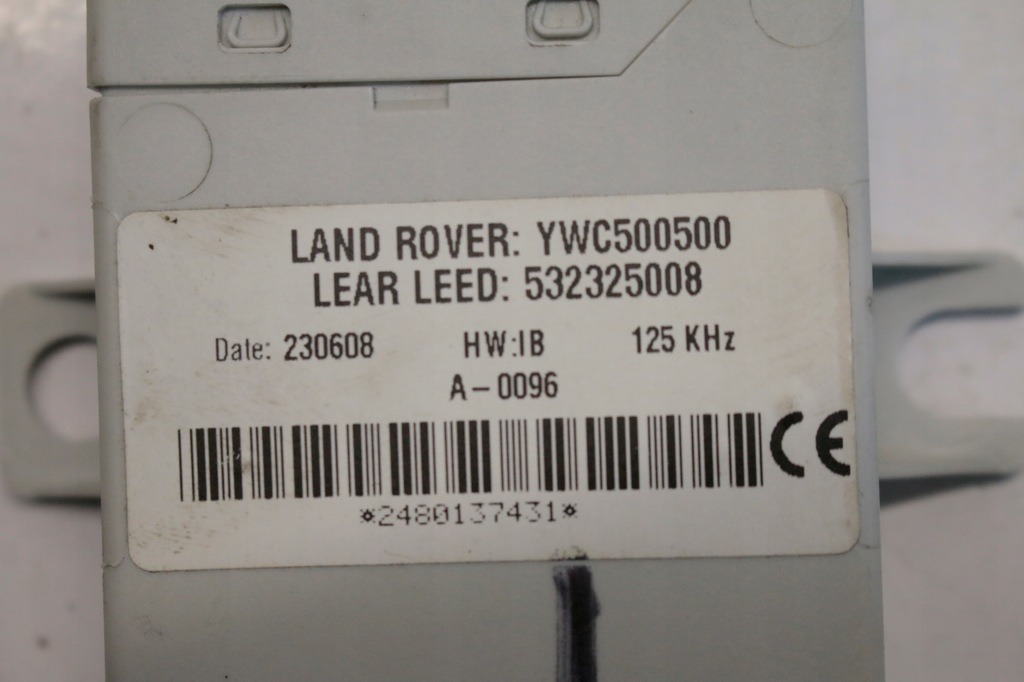 LAND ROVER: YWC500500
LEAR LEED: 532325008
Date: 230608 HW:IB 125 KHz
A-0096
CE
*2480137431*